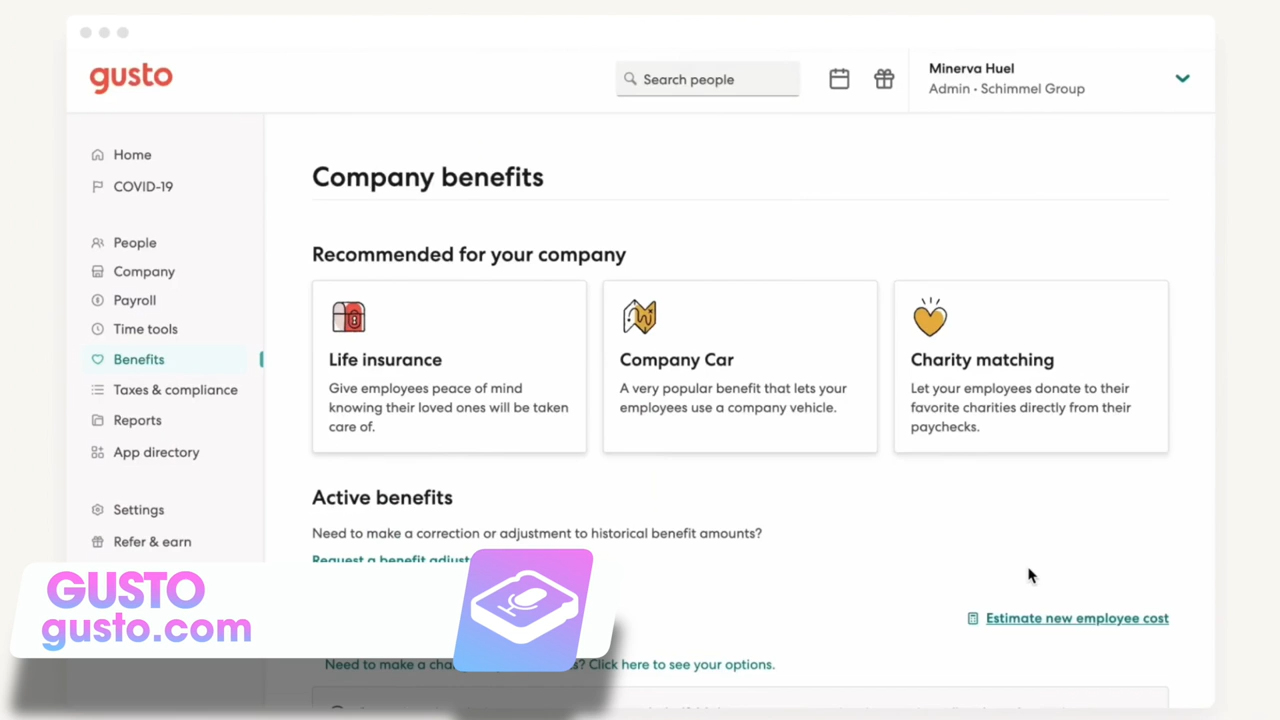 gusto
Search people
Minerva Huel
Admin · Schimmel Group
Home
COVID-19
People
Company
Payroll
Time tools
Benefits
Taxes & compliance
Reports
App directory
Settings
Refer & earn
Company benefits
Recommended for your company
Life insurance
Give employees peace of mind
knowing their loved ones will be taken
care of.
Company Car
A very popular benefit that lets your
employees use a company vehicle.
Charity matching
Let your employees donate to their
favorite charities directly from their
paychecks.
Active benefits
Need to make a correction or adjustment to historical benefit amounts?
Request a benefit
Estimate new employee cost
Need to make a ? Click here to see your options.
GUSTO
gusto.com